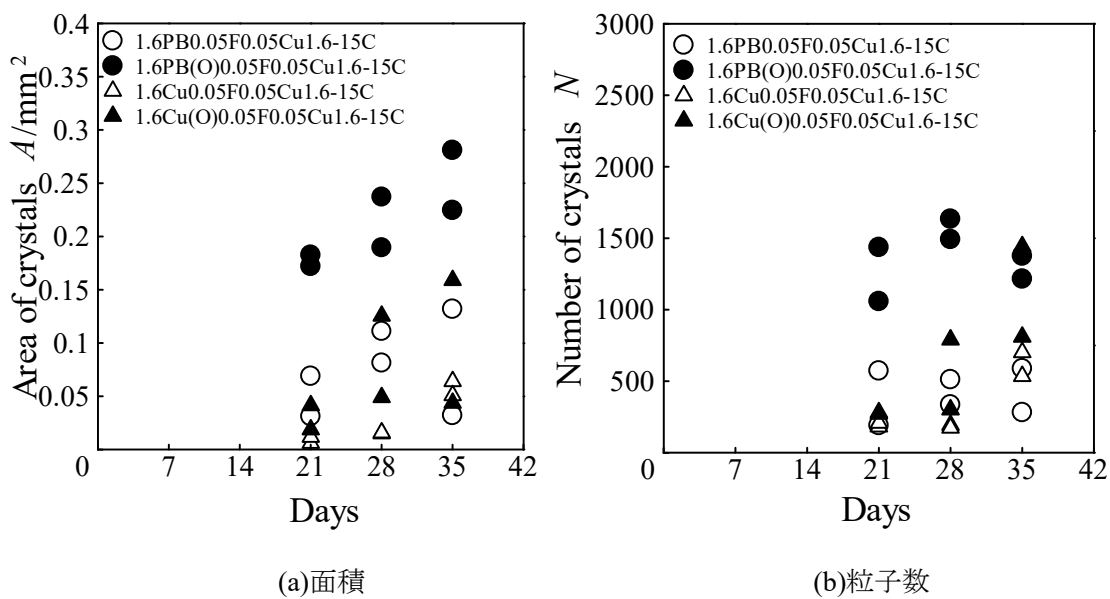 0.4
0.35
0.3
0.25
0.2
0.15
0.1
0.05
0
Area of crystals A/mm2
1.6PB0.05F0.05Cu1.6-15C
1.6PB(O)0.05F0.05Cu1.6-15C
1.6Cu0.05F0.05Cu1.6-15C
1.6Cu(O)0.05F0.05Cu1.6-15C
7 14 21 28 35 42
Days
(a)面積
3000
2500
2000
1500
1000
500
0
Number of crystals N
1.6PB0.05F0.05Cu1.6-15C
1.6PB(O)0.05F0.05Cu1.6-15C
1.6Cu0.05F0.05Cu1.6-15C
1.6Cu(O)0.05F0.05Cu1.6-15C
7 14 21 28 35 42
Days
(b)粒子数